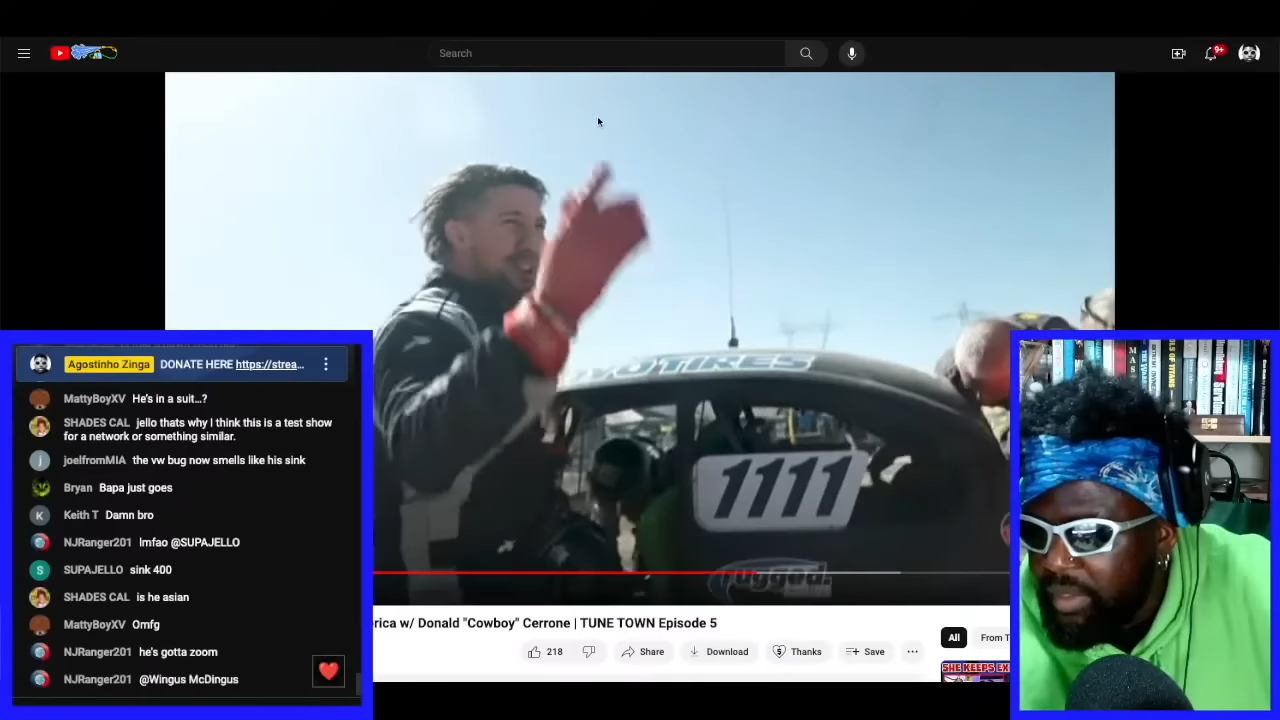 Search
9+
YO TIRES
1111
rugged.
Agostinho Zinga DONATE HERE https://strea...
MattyBoyXV He's in a suit...?
SHADES CAL jello thats why I think this is a test show
for a network or something similar.
joelfromMIA the vw bug now smells like his sink
Bryan Bapa just goes
Keith T Damn bro
NJRanger201 lmfao @SUPAJELLO
SUPAJELLO sink 400
SHADES CAL is he asian
MattyBoyXV Omfg
NJRanger201 he's gotta zoom
NJRanger201 @Wingus McDingus
rica w/ Donald "Cowboy" Cerrone | TUNE TOWN Episode 5
218 Share Download Thanks Save
All From T
SHE KEEPS EX